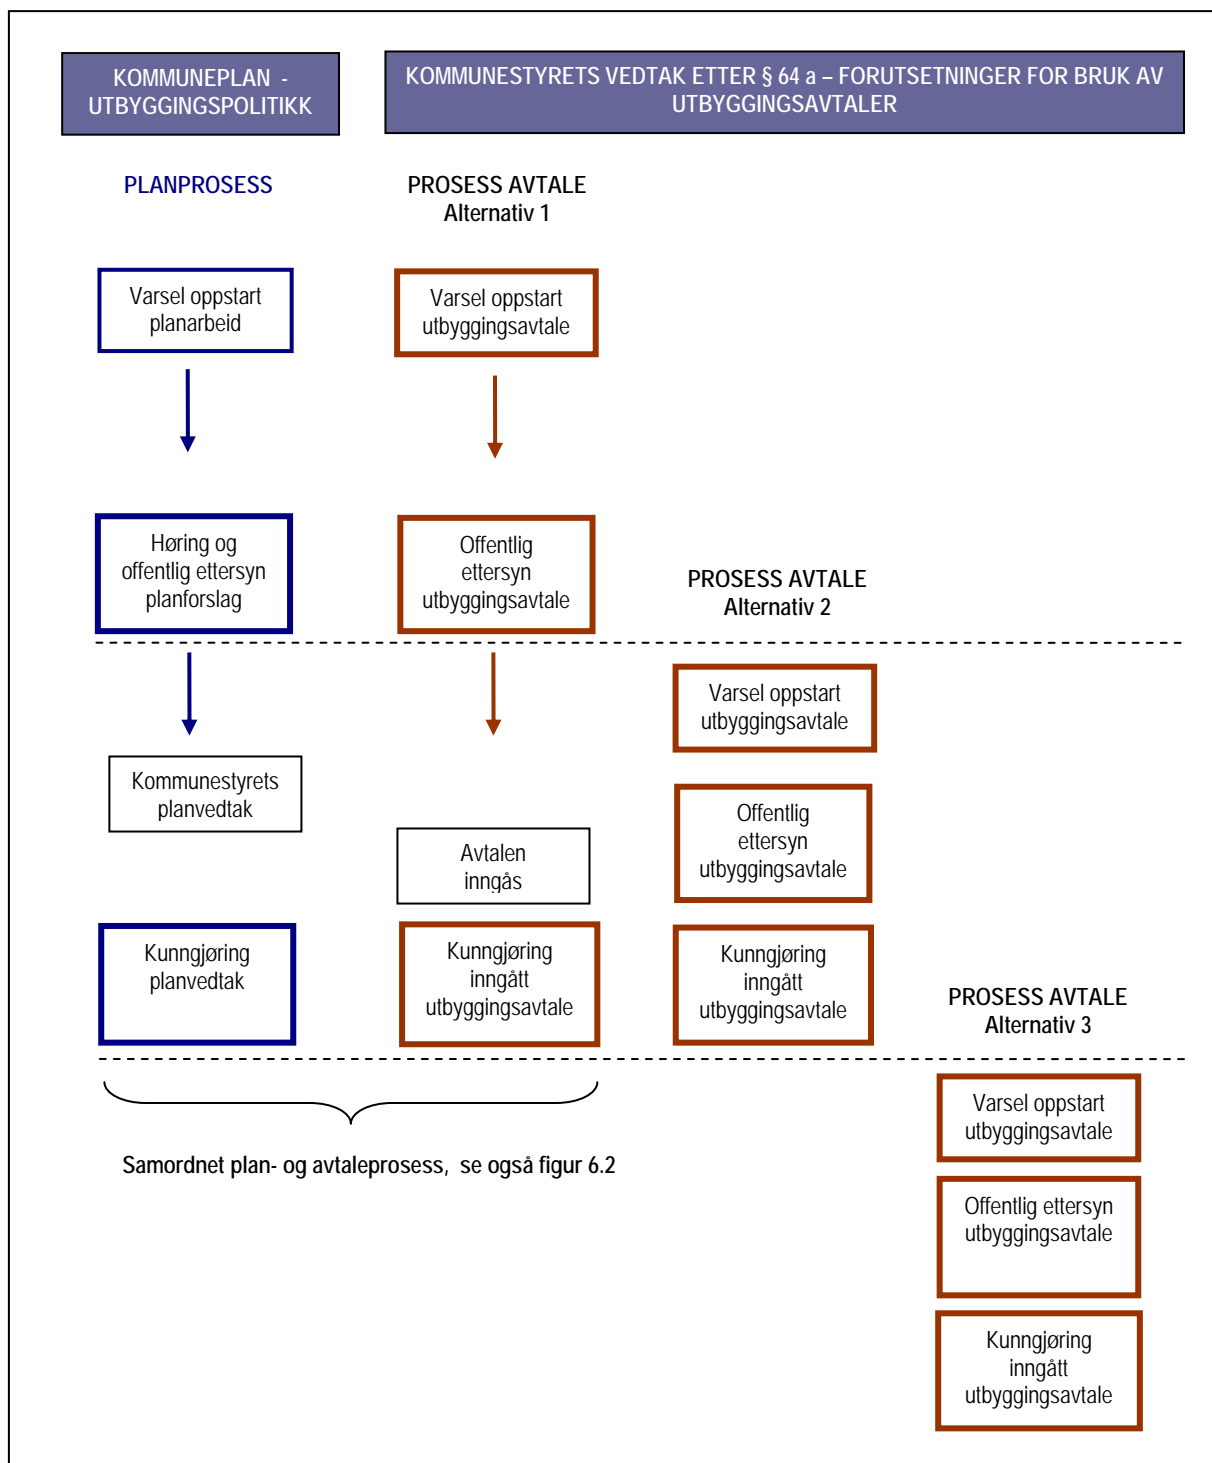 KOMMUNEPLAN -
UTBYGGINGSPOLITIKK
KOMMUNESTYRETS VEDTAK ETTER § 64 a – FORUTSETNINGER FOR BRUK AV
UTBYGGINGSAVTALER
PLANPROSESS
PROSESS AVTALE
Alternativ 1
Varsel oppstart
planarbeid
Varsel oppstart
utbyggingsavtale
Høring og
offentlig ettersyn
planforslag
Offentlig
ettersyn
utbyggingsavtale
PROSESS AVTALE
Alternativ 2
Varsel oppstart
utbyggingsavtale
Kommunestyrets
planvedtak
Offentlig
ettersyn
utbyggingsavtale
Avtalen
inngås
Kunngjøring
planvedtak
Kunngjøring
inngått
utbyggingsavtale
Kunngjøring
inngått
utbyggingsavtale
PROSESS AVTALE
Alternativ 3
Varsel oppstart
utbyggingsavtale
Samordnet plan- og avtaleprosess, se også figur 6.2
Offentlig ettersyn
utbyggingsavtale
Kunngjøring
inngått
utbyggingsavtale